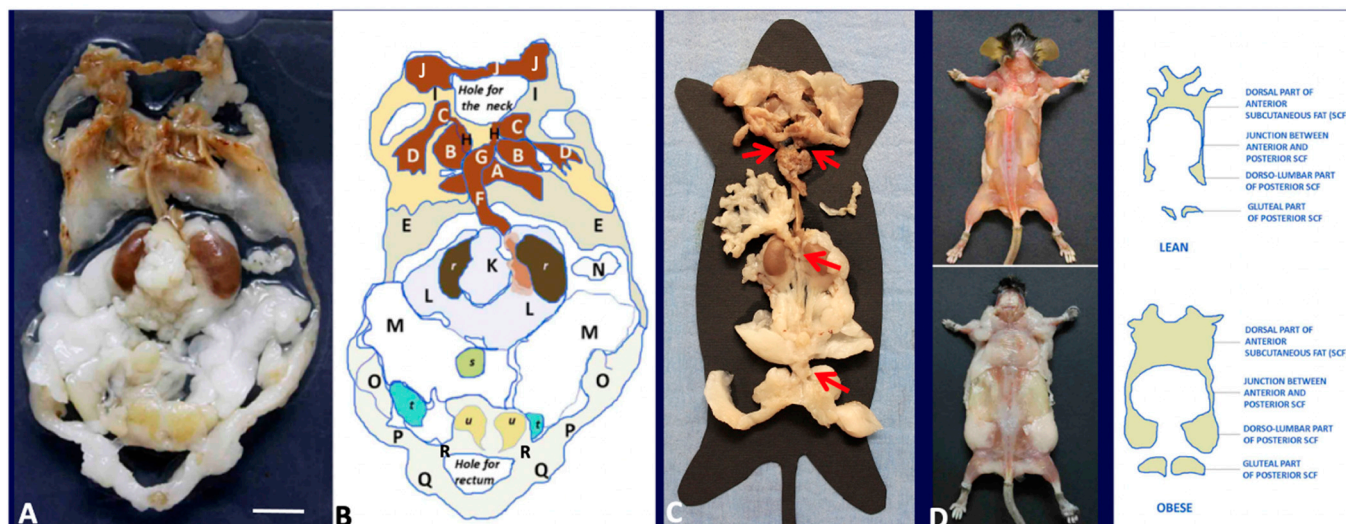 A
J
J
J
I
Hole for
the neck
I
C
C
H
H
D
B
G
B
D
A
F
E
E
r
K
r
N
L
L
M
M
s
O
O
t
t
u
u
P
P
R
R
Q
Hole for
rectum
Q
B
C
D
DORSAL PART OF
ANTERIOR
SUBCUTANEOUS FAT (SCF
JUNCTION BETWEEN
ANTERIOR AND
POSTERIOR SCF
DORSO-LUMBAR PART
OF POSTERIOR SCF
GLUTEAL PART
OF POSTERIOR SCF
LEAN
DORSAL PART OF
ANTERIOR
SUBCUTANEOUS FAT (SCF
JUNCTION BETWEEN
ANTERIOR AND
POSTERIOR SCF
DORSO-LUMBAR PART
OF POSTERIOR SCF
GLUTEAL PART
OF POSTERIOR SCF
OBESE